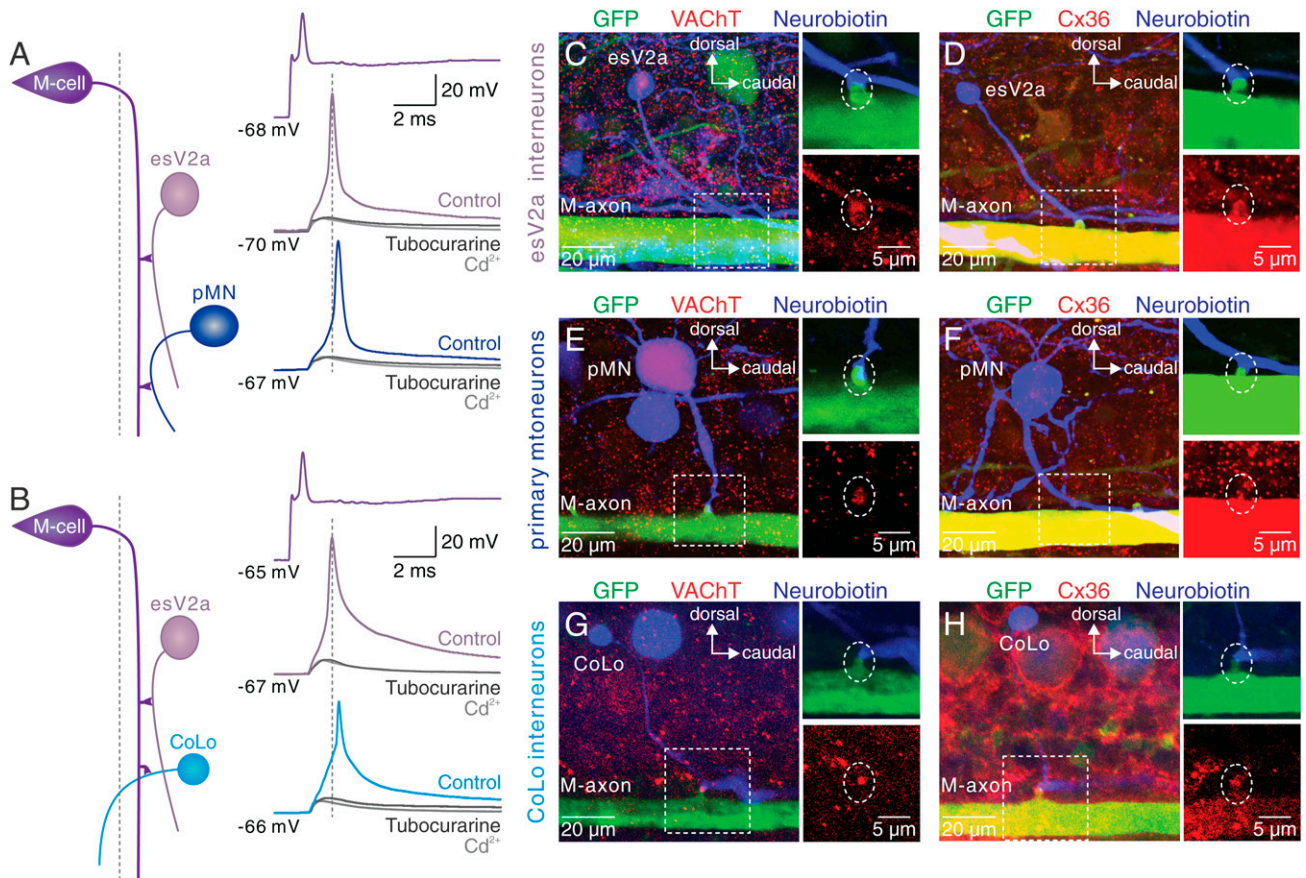 A
M-cell
esV2a
pMN
20 mV
2 ms
-68 mV
Control
-70 mV
Tubocurarine
Cd²⁺
Control
-67 mV
Tubocurarine
Cd²⁺
B
M-cell
esV2a
CoLo
20 mV
2 ms
-65 mV
Control
-67 mV
Tubocurarine
Cd²⁺
Control
-66 mV
Tubocurarine
Cd²⁺
esV2a interneurons
GFP VAChT Neurobiotin
C
esV2a
dorsal
caudal
M-axon
20 µm
5 µm
GFP Cx36 Neurobiotin
D
esV2a
dorsal
caudal
M-axon
20 µm
5 µm
primary mtoneurons
GFP VAChT Neurobiotin
E
pMN
dorsal
caudal
M-axon
20 µm
5 µm
GFP Cx36 Neurobiotin
F
pMN
dorsal
caudal
M-axon
20 µm
5 µm
CoLo interneurons
GFP VAChT Neurobiotin
G
CoLo
dorsal
caudal
M-axon
20 µm
5 µm
GFP Cx36 Neurobiotin
H
CoLo
dorsal
caudal
M-axon
20 µm
5 µm